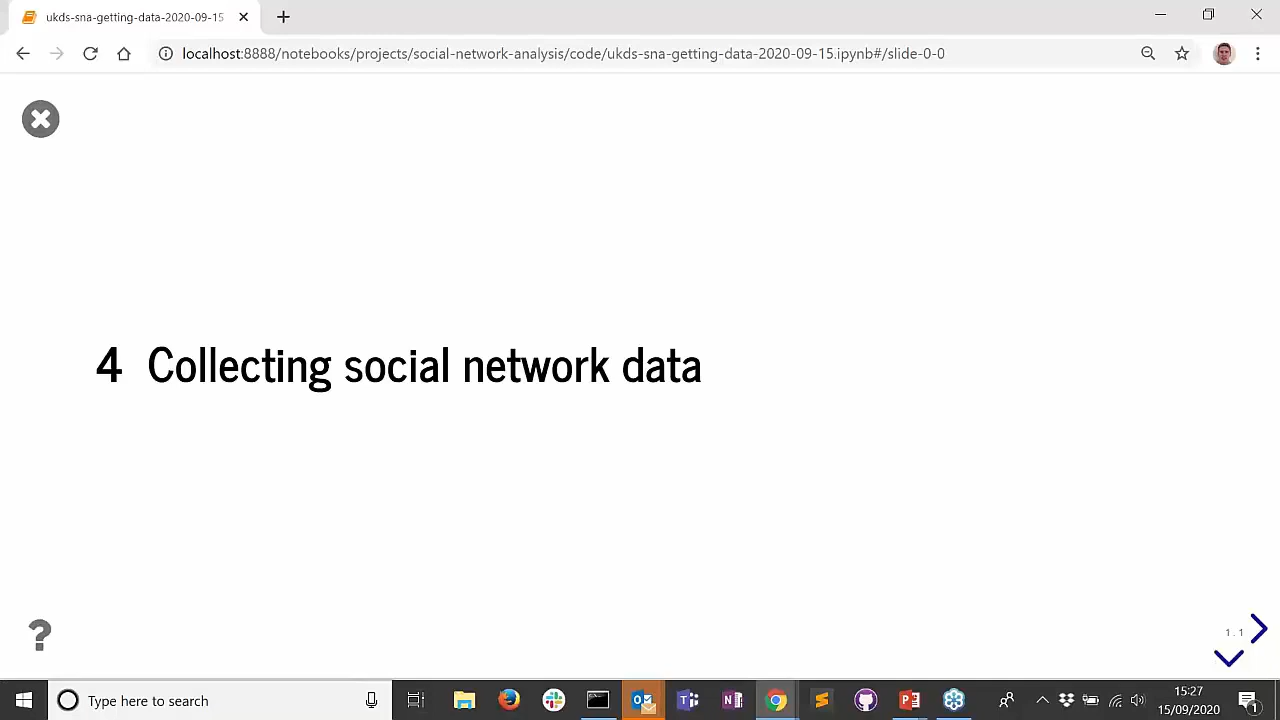 ukds-sna-getting-data-2020-09-15
localhost:8888/notebooks/projects/social-network-analysis/code/ukds-sna-getting-data-2020-09-15.ipynb#/slide-0-0
4 Collecting social network data
?
1.1
Type here to search
15:27
15/09/2020
1